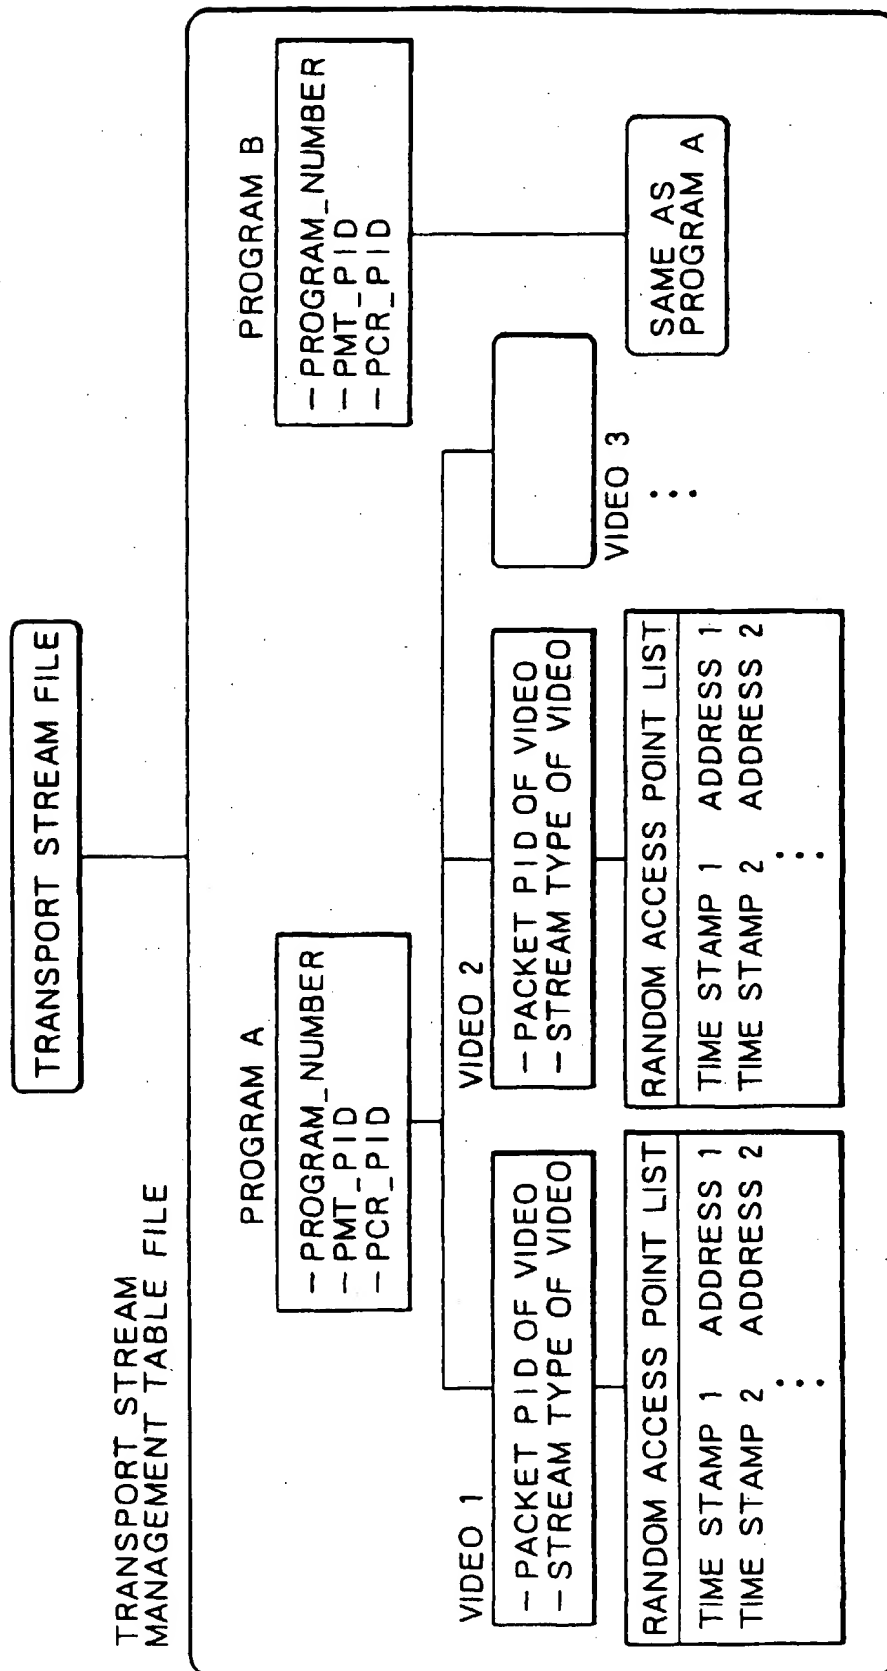 TRANSPORT STREAM FILE
TRANSPORT STREAM
MANAGEMENT TABLE FILE
PROGRAM A
- PROGRAM_NUMBER
- PMT_PID
- PCR_PID
PROGRAM B
- PROGRAM_NUMBER
- PMT_PID
- PCR_PID
VIDEO 1
- PACKET PID OF VIDEO
- STREAM TYPE OF VIDEO
VIDEO 2
- PACKET PID OF VIDEO
- STREAM TYPE OF VIDEO
VIDEO 3
SAME AS
PROGRAM A
RANDOM ACCESS POINT LIST
TIME STAMP 1 ADDRESS 1
TIME STAMP 2 ADDRESS 2
RANDOM ACCESS POINT LIST
TIME STAMP 1 ADDRESS 1
TIME STAMP 2 ADDRESS 2